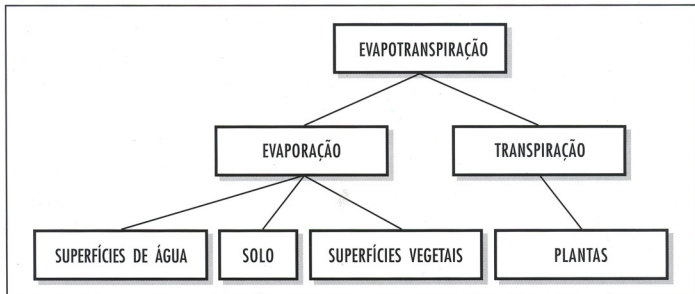 EVAPOTRANSPIRAÇÃO
EVAPORAÇÃO
TRANSPIRAÇÃO
SUPERFÍCIES DE ÁGUA
SOLO
SUPERFÍCIES VEGETAIS
PLANTAS